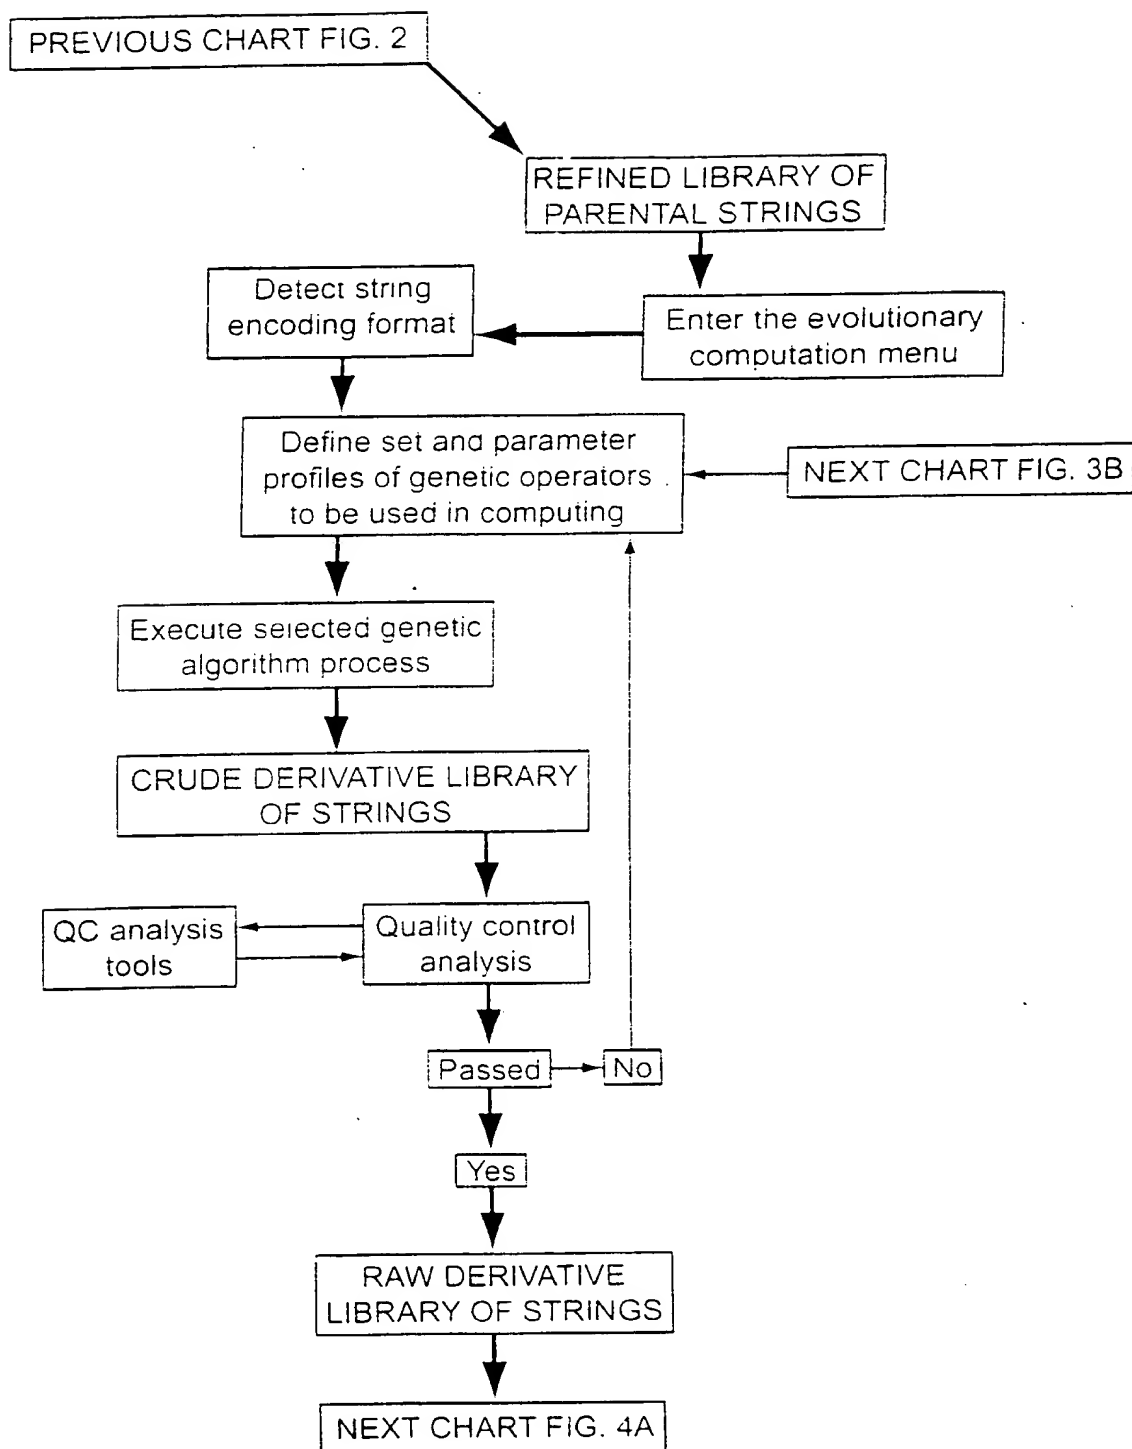 PREVIOUS CHART FIG. 2
REFINED LIBRARY OF
PARENTAL STRINGS
Detect string
encoding format
Enter the evolutionary
computation menu
Define set and parameter
profiles of genetic operators
to be used in computing
NEXT CHART FIG. 3B
Execute selected genetic
algorithm process
CRUDE DERIVATIVE LIBRARY
OF STRINGS
QC analysis
tools
Quality control
analysis
Passed
No
Yes
RAW DERIVATIVE
LIBRARY OF STRINGS
NEXT CHART FIG. 4A